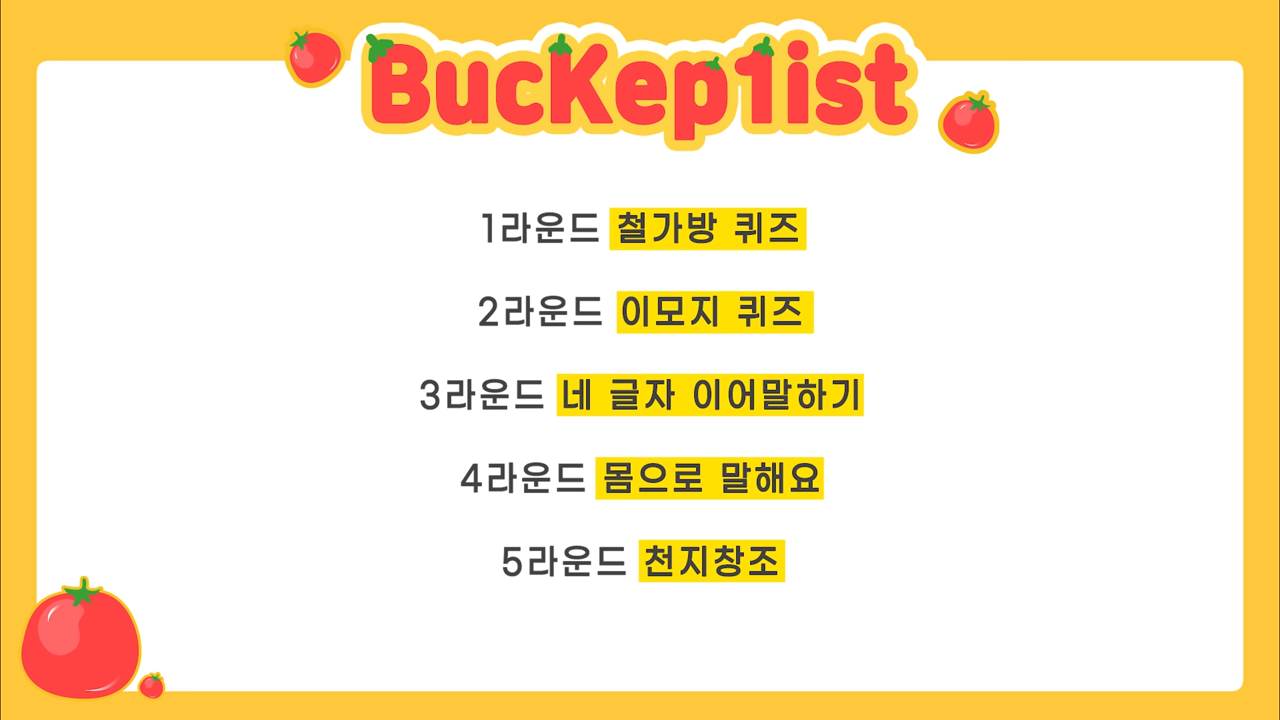 BucKep1ist
1라운드 철가방 퀴즈
2라운드 이모지 퀴즈
3라운드 네 글자 이어말하기
4라운드 몸으로 말해요
5라운드 천지창조